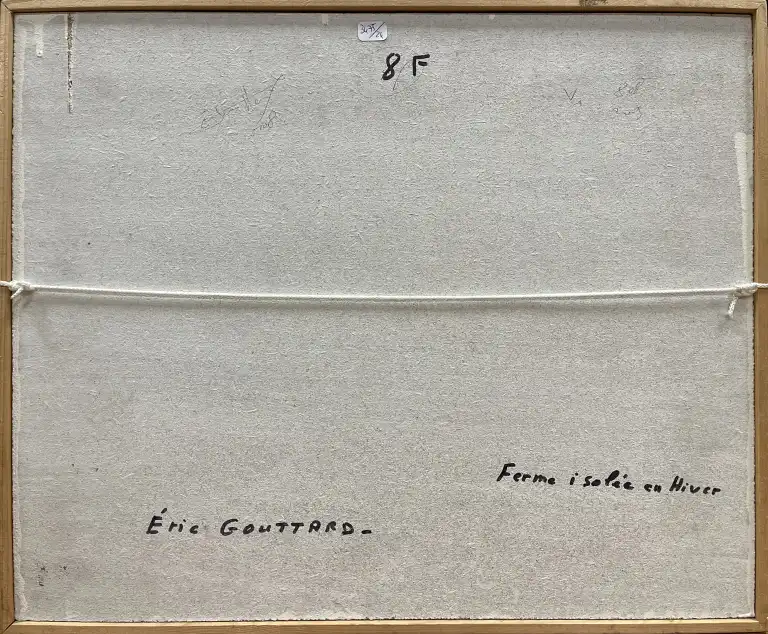 8 F
Ferme isolée en Hiver
Éric GOUTTARD-